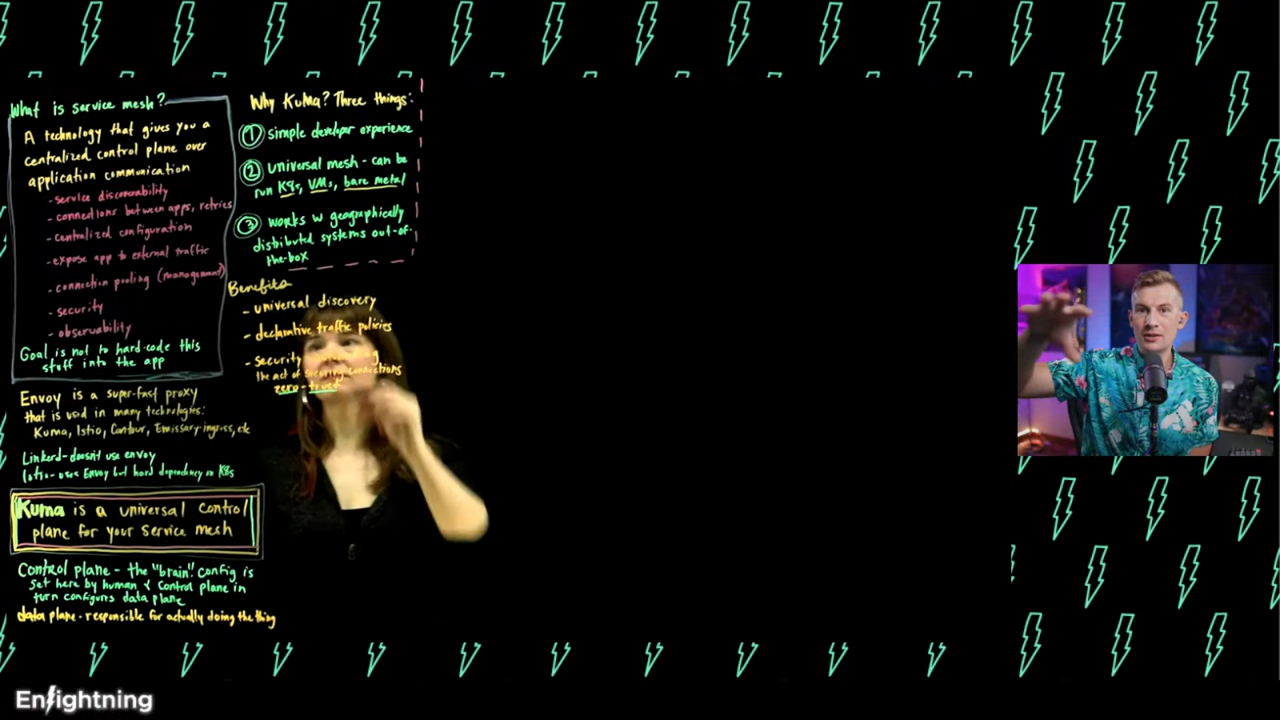 What is service mesh?
A technology that gives you a
centralized control plane over
application communication
-service discoverability
-connections between apps, retries
-centralized configuration
-expose app to external traffic
-connection pooling (management)
-security
-observability
Goal is not to hard-code this
stuff into the app
Envoy is a super-fast proxy
that is used in many technologies:
Kuma, Istio, Contour, Emissary-ingress, etc
Linkerd-doesn't use envoy
Istio-uses Envoy but hard dependency on K8s
Kuma is a universal control
plane for your service mesh
Control plane - the "brain". config is
set here by human & control plane in
turn configures data plane
data plane-responsible for actually doing the thing
Why Kuma? Three things:
① simple developer experience
② universal mesh - can be
run K8s, VMs, bare metal
③ works w geographically
distributed systems out-of-
the-box
Benefits
- universal discovery
- declarative traffic policies
- security
the act of securing connections
zero-trust
Enlightning